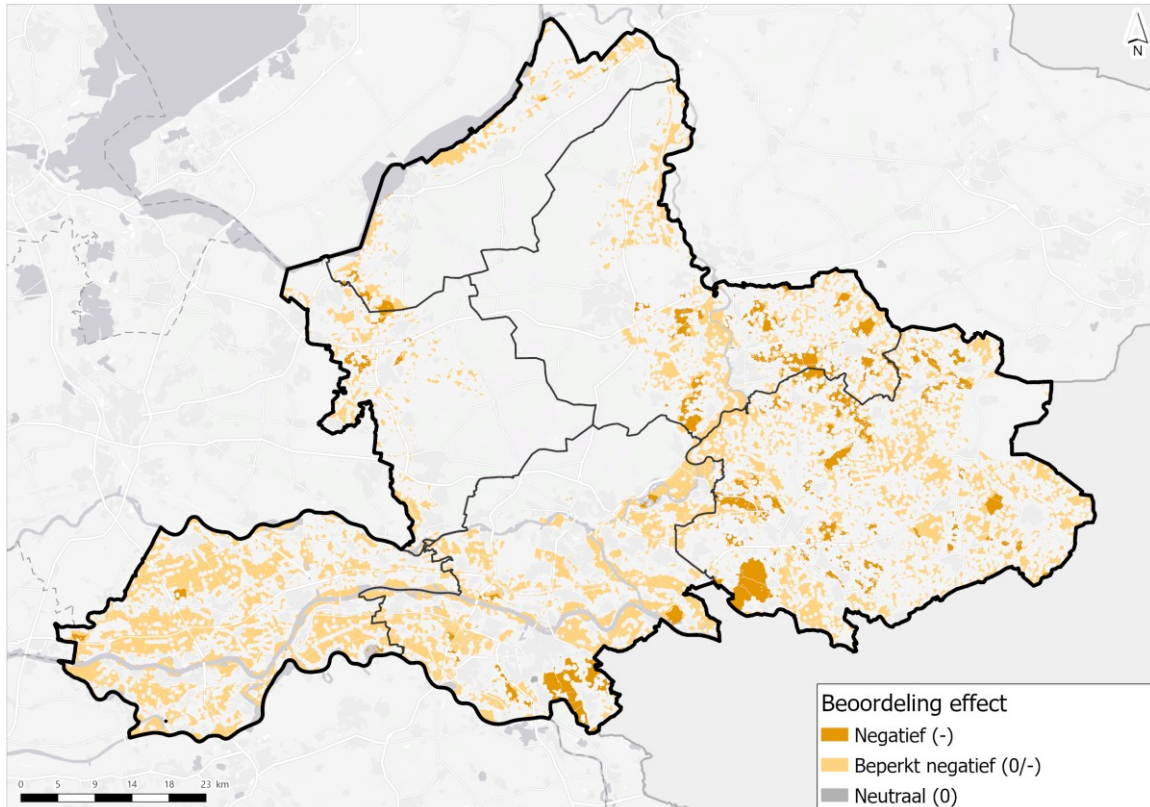 N
Beoordeling effect
Negatief (-)
Beperkt negatief (0/-)
Neutraal (0)
0 5 9 14 18 23 km